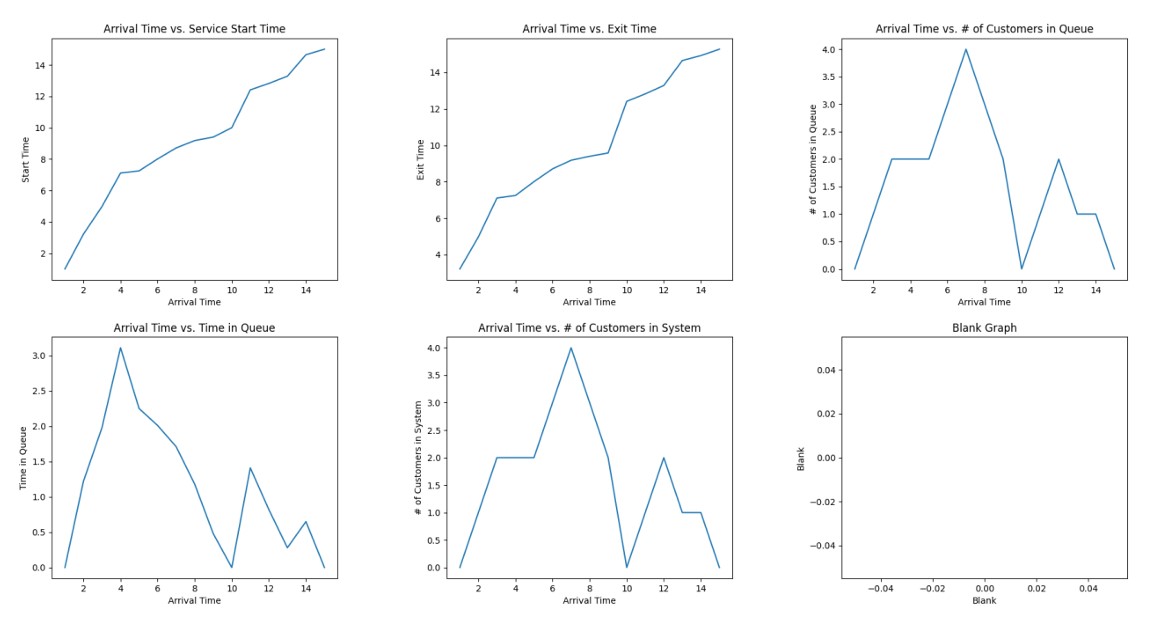 Arrival Time vs. Service Start Time
14
12
10
8
6
4
2
Start Time
2 4 6 8 10 12 14
Arrival Time
Arrival Time vs. Exit Time
14
12
10
8
6
4
Exit Time
2 4 6 8 10 12 14
Arrival Time
Arrival Time vs. # of Customers in Queue
4.0
3.5
3.0
2.5
2.0
1.5
1.0
0.5
0.0
# of Customers in Queue
2 4 6 8 10 12 14
Arrival Time
Arrival Time vs. Time in Queue
3.0
2.5
2.0
1.5
1.0
0.5
0.0
Time in Queue
2 4 6 8 10 12 14
Arrival Time
Arrival Time vs. # of Customers in System
4.0
3.5
3.0
2.5
2.0
1.5
1.0
0.5
0.0
# of Customers in System
2 4 6 8 10 12 14
Arrival Time
Blank Graph
0.04
0.02
0.00
−0.02
−0.04
Blank
−0.04 −0.02 0.00 0.02 0.04
Blank